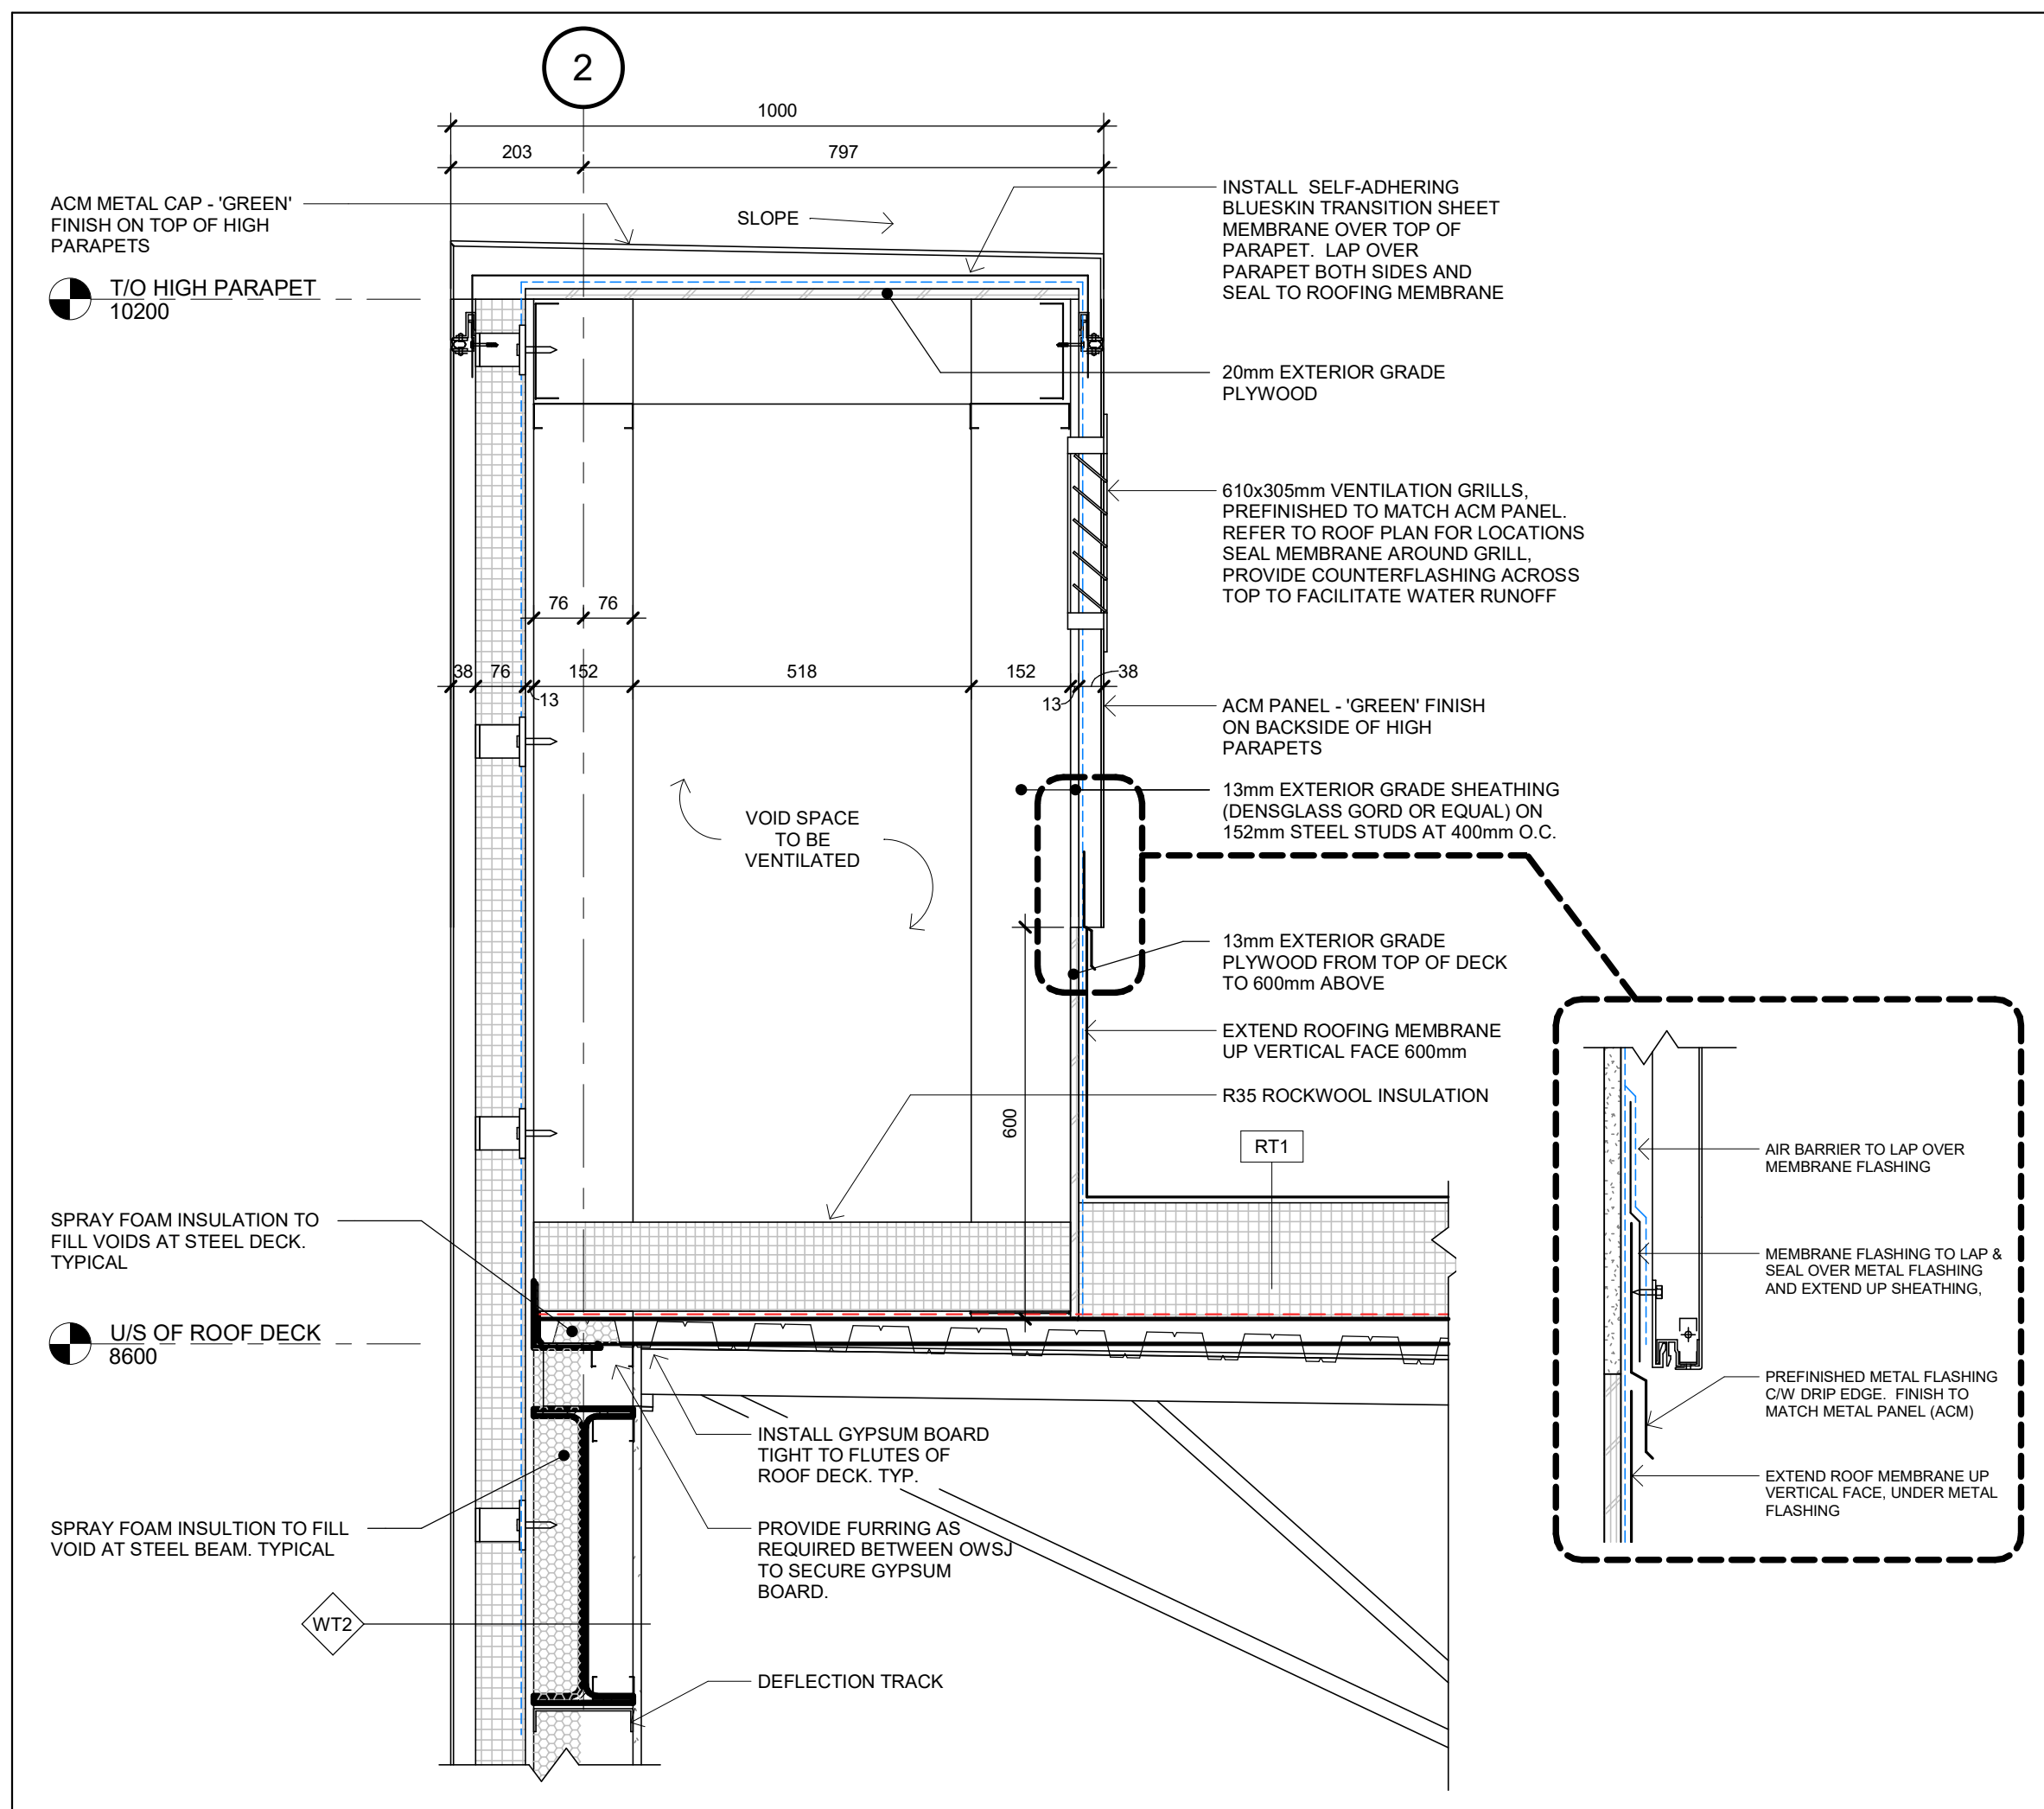 2
1000
203
797
ACM METAL CAP - 'GREEN'
FINISH ON TOP OF HIGH
PARAPETS
SLOPE
INSTALL SELF-ADHERING
BLUESKIN TRANSITION SHEET
MEMBRANE OVER TOP OF
PARAPET. LAP OVER
PARAPET BOTH SIDES AND
SEAL TO ROOFING MEMBRANE
T/O HIGH PARAPET
10200
20mm EXTERIOR GRADE
PLYWOOD
610x305mm VENTILATION GRILLS,
PREFINISHED TO MATCH ACM PANEL.
REFER TO ROOF PLAN FOR LOCATIONS
SEAL MEMBRANE AROUND GRILL,
PROVIDE COUNTERFLASHING ACROSS
TOP TO FACILITATE WATER RUNOFF
76 76
38 76 152 518 152 38
13 13
ACM PANEL - 'GREEN' FINISH
ON BACKSIDE OF HIGH
PARAPETS
13mm EXTERIOR GRADE SHEATHING
(DENSGLASS GORD OR EQUAL) ON
152mm STEEL STUDS AT 400mm O.C.
VOID SPACE
TO BE
VENTILATED
13mm EXTERIOR GRADE
PLYWOOD FROM TOP OF DECK
TO 600mm ABOVE
EXTEND ROOFING MEMBRANE
UP VERTICAL FACE 600mm
R35 ROCKWOOL INSULATION
600
RT1
AIR BARRIER TO LAP OVER
MEMBRANE FLASHING
MEMBRANE FLASHING TO LAP &
SEAL OVER METAL FLASHING
AND EXTEND UP SHEATHING,
PREFINISHED METAL FLASHING
C/W DRIP EDGE. FINISH TO
MATCH METAL PANEL (ACM)
EXTEND ROOF MEMBRANE UP
VERTICAL FACE, UNDER METAL
FLASHING
SPRAY FOAM INSULATION TO
FILL VOIDS AT STEEL DECK.
TYPICAL
U/S OF ROOF DECK
8600
INSTALL GYPSUM BOARD
TIGHT TO FLUTES OF
ROOF DECK. TYP.
SPRAY FOAM INSULTION TO FILL
VOID AT STEEL BEAM. TYPICAL
PROVIDE FURRING AS
REQUIRED BETWEEN OWSJ
TO SECURE GYPSUM
BOARD.
WT2
DEFLECTION TRACK